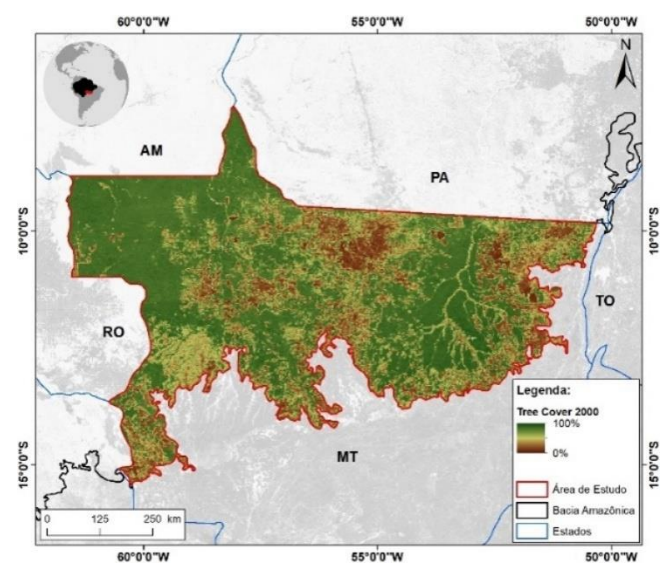 60°0'0"W 55°0'0"W 50°0'0"W
N
AM
PA
10°0'0"S 10°0'0"S
RO
TO
MT
15°0'0"S 15°0'0"S
Legenda:
Tree Cover 2000
100%
0%
Área de Estudo
Bacia Amazônica
Estados
0 125 250 km
60°0'0"W 55°0'0"W 50°0'0"W